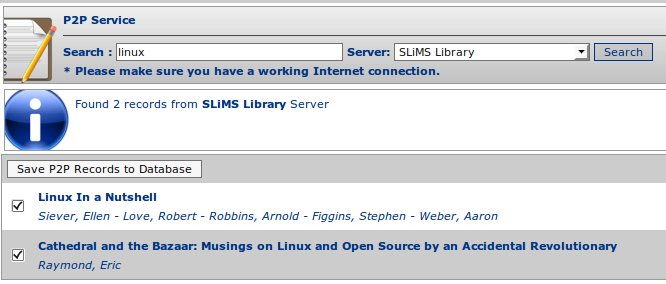 P2P Service
Search : linux Server: SLiMS Library Search
* Please make sure you have a working Internet connection.
Found 2 records from SLiMS Library Server
Save P2P Records to Database
Linux In a Nutshell
Siever, Ellen - Love, Robert - Robbins, Arnold - Figgins, Stephen - Weber, Aaron
Cathedral and the Bazaar: Musings on Linux and Open Source by an Accidental Revolutionary
Raymond, Eric